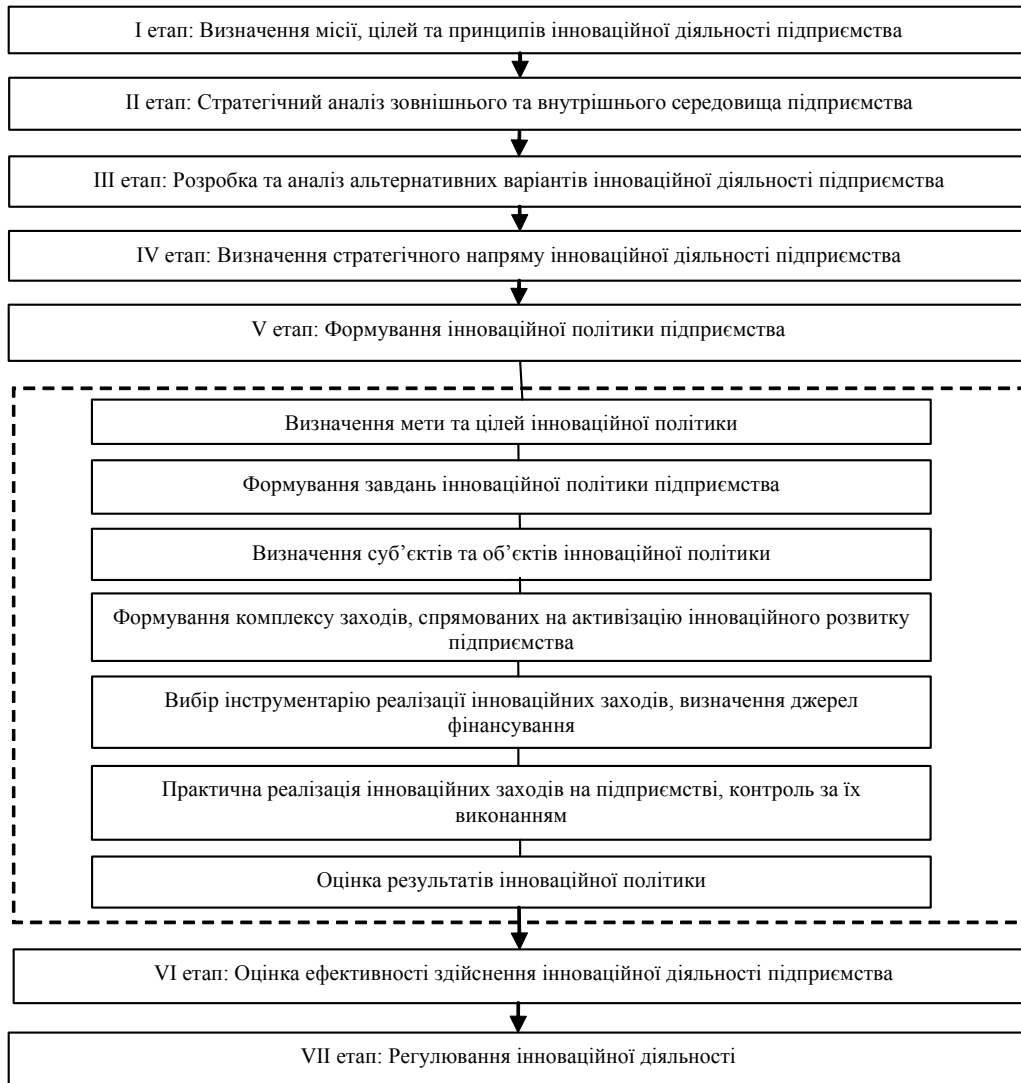 І етап: Визначення місії, цілей та принципів інноваційної діяльності підприємства
ІІ етап: Стратегічний аналіз зовнішнього та внутрішнього середовища підприємства
ІІІ етап: Розробка та аналіз альтернативних варіантів інноваційної діяльності підприємства
ІV етап: Визначення стратегічного напряму інноваційної діяльності підприємства
V етап: Формування інноваційної політики підприємства
Визначення мети та цілей інноваційної політики
Формування завдань інноваційної політики підприємства
Визначення суб’єктів та об’єктів інноваційної політики
Формування комплексу заходів, спрямованих на активізацію інноваційного розвитку
підприємства
Вибір інструментарію реалізації інноваційних заходів, визначення джерел
фінансування
Практична реалізація інноваційних заходів на підприємстві, контроль за їх
виконанням
Оцінка результатів інноваційної політики
VI етап: Оцінка ефективності здійснення інноваційної діяльності підприємства
VII етап: Регулювання інноваційної діяльності